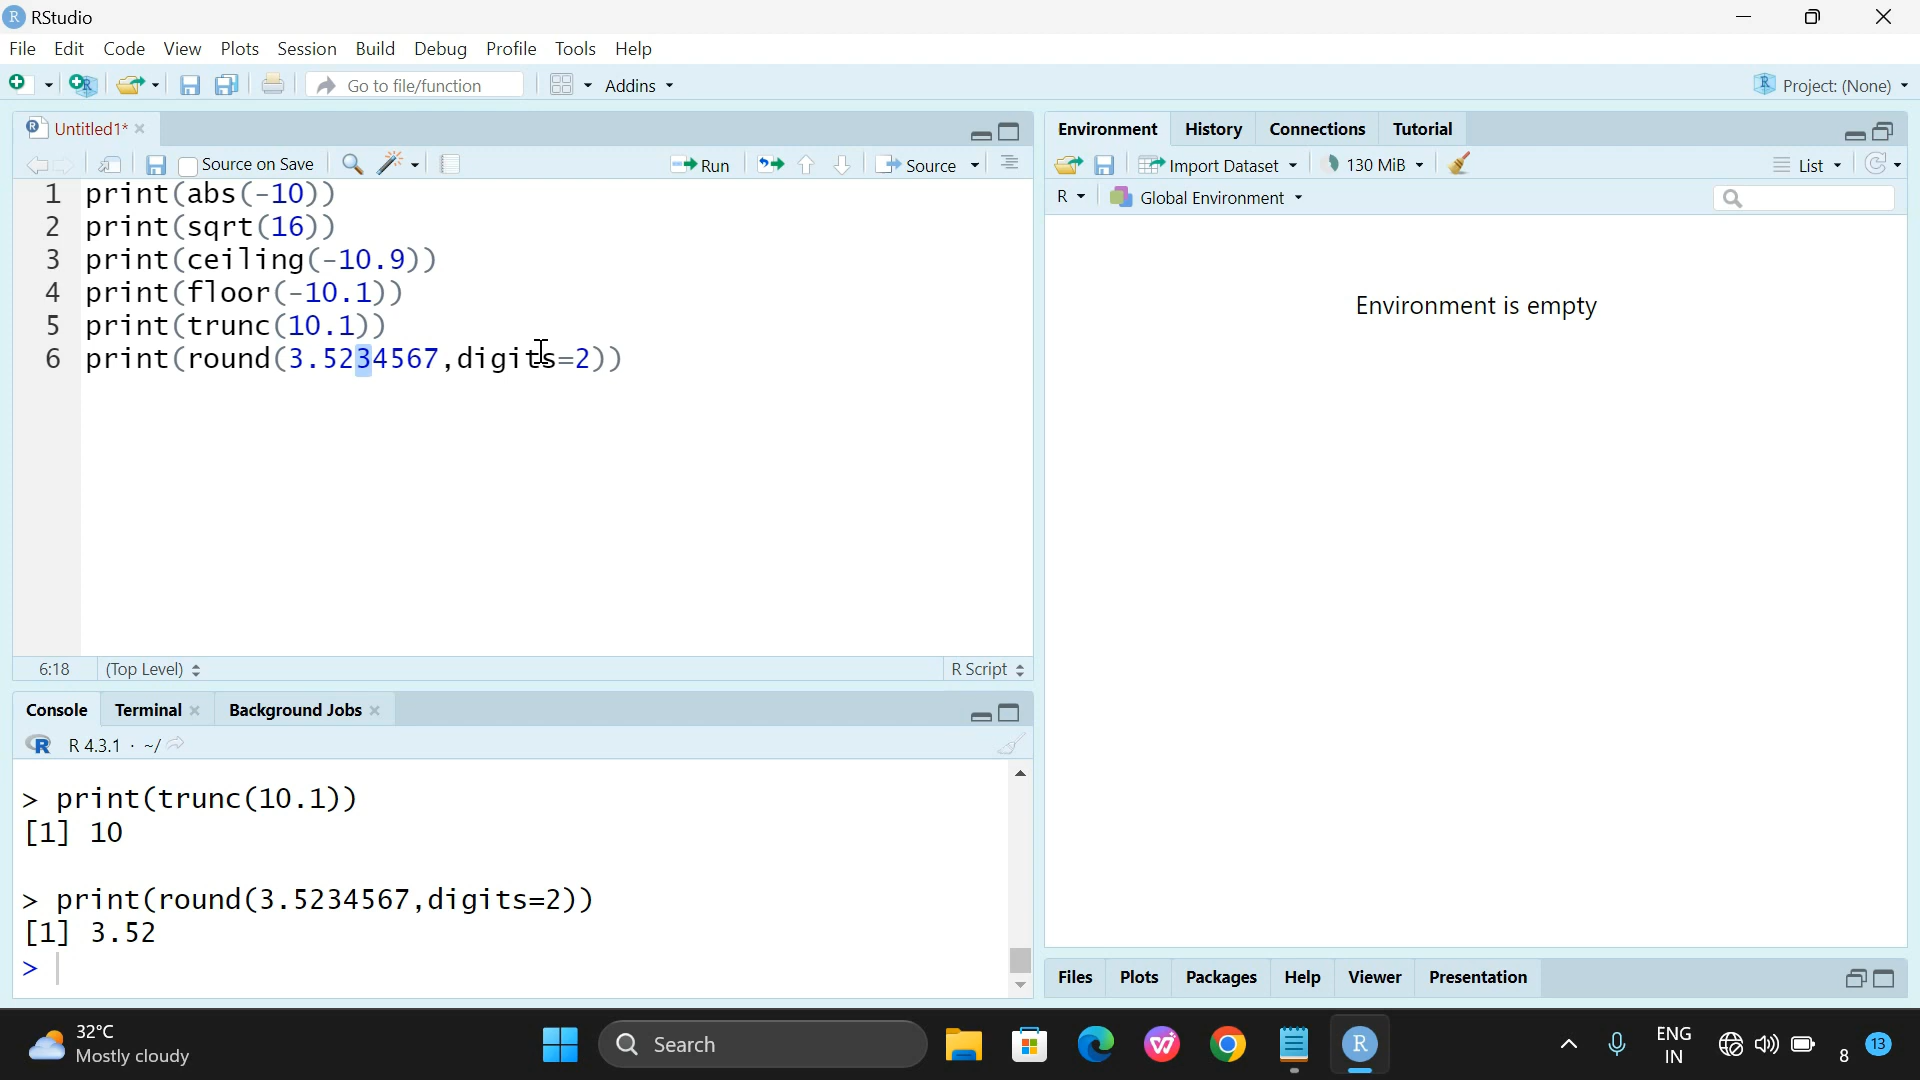 RStudio
File Edit Code View Plots Session Build Debug Profile Tools Help
Go to file/function Addins Project: (None)
Untitled1*
Source on Save Run Source
1 print(abs(-10))
2 print(sqrt(16))
3 print(ceiling(-10.9))
4 print(floor(-10.1))
5 print(trunc(10.1))
6 print(round(3.5234567,digits=2))
6:18 (Top Level) R Script
Console Terminal Background Jobs
R 4.3.1 · ~/
> print(trunc(10.1))
[1] 10
> print(round(3.5234567,digits=2))
[1] 3.52
>
Environment History Connections Tutorial
Import Dataset 130 MiB List
R Global Environment
Environment is empty
Files Plots Packages Help Viewer Presentation
32°C
Mostly cloudy
Search
ENG
IN
8
13